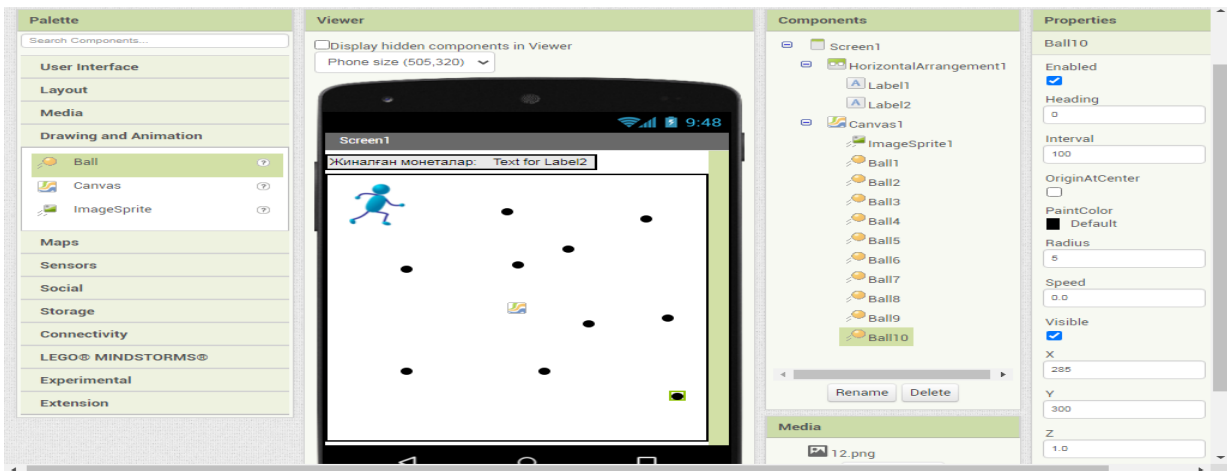 Palette
Search Components...
User Interface
Layout
Media
Drawing and Animation
Ball
Canvas
ImageSprite
Maps
Sensors
Social
Storage
Connectivity
LEGO® MINDSTORMS®
Experimental
Extension
Viewer
Display hidden components in Viewer
Phone size (505,320)
9:48
Screen1
Жиналған монеталар: Text for Label2
Components
Screen1
HorizontalArrangement1
Label1
Label2
Canvas1
ImageSprite1
Ball1
Ball2
Ball3
Ball4
Ball5
Ball6
Ball7
Ball8
Ball9
Ball10
Rename Delete
Media
12.png
Properties
Ball10
Enabled
Heading
0
Interval
100
OriginAtCenter
PaintColor
Default
Radius
5
Speed
0.0
Visible
X
285
Y
300
Z
1.0